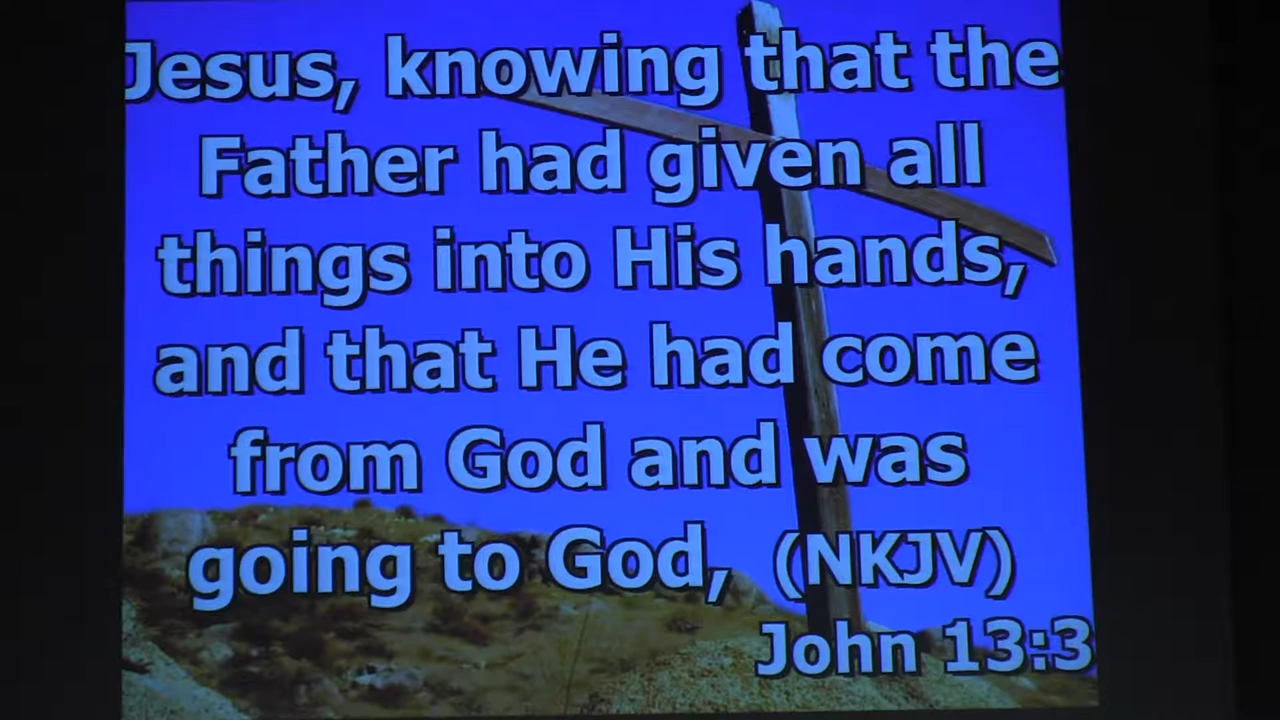 Jesus, knowing that the
Father had given all
things into His hands,
and that He had come
from God and was
going to God, (NKJV)
John 13:3